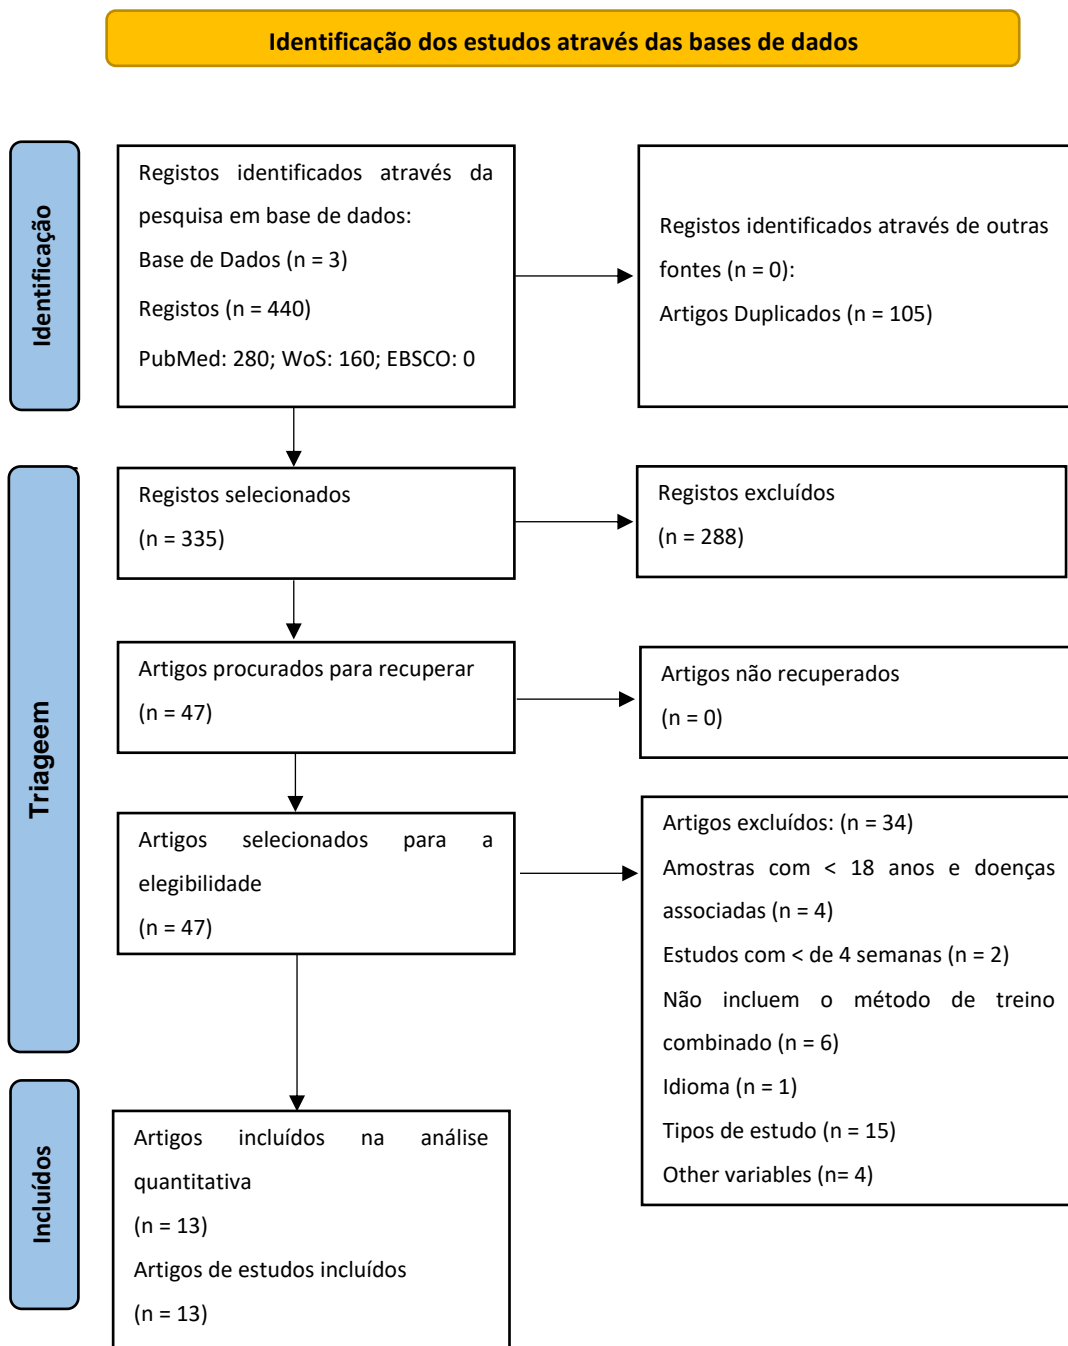 Identificação dos estudos através das bases de dados
Identificação
Registos identificados através da
pesquisa em base de dados:
Base de Dados (n = 3)
Registos (n = 440)
PubMed: 280; WoS: 160; EBSCO: 0
Registos identificados através de outras
fontes (n = 0):
Artigos Duplicados (n = 105)
Triageem
Registos selecionados
(n = 335)
Registos excluídos
(n = 288)
Artigos procurados para recuperar
(n = 47)
Artigos não recuperados
(n = 0)
Artigos selecionados para a
elegibilidade
(n = 47)
Artigos excluídos: (n = 34)
Amostras com < 18 anos e doenças
associadas (n = 4)
Estudos com < de 4 semanas (n = 2)
Não incluem o método de treino
combinado (n = 6)
Idioma (n = 1)
Tipos de estudo (n = 15)
Other variables (n= 4)
Incluídos
Artigos incluídos na análise
quantitativa
(n = 13)
Artigos de estudos incluídos
(n = 13)